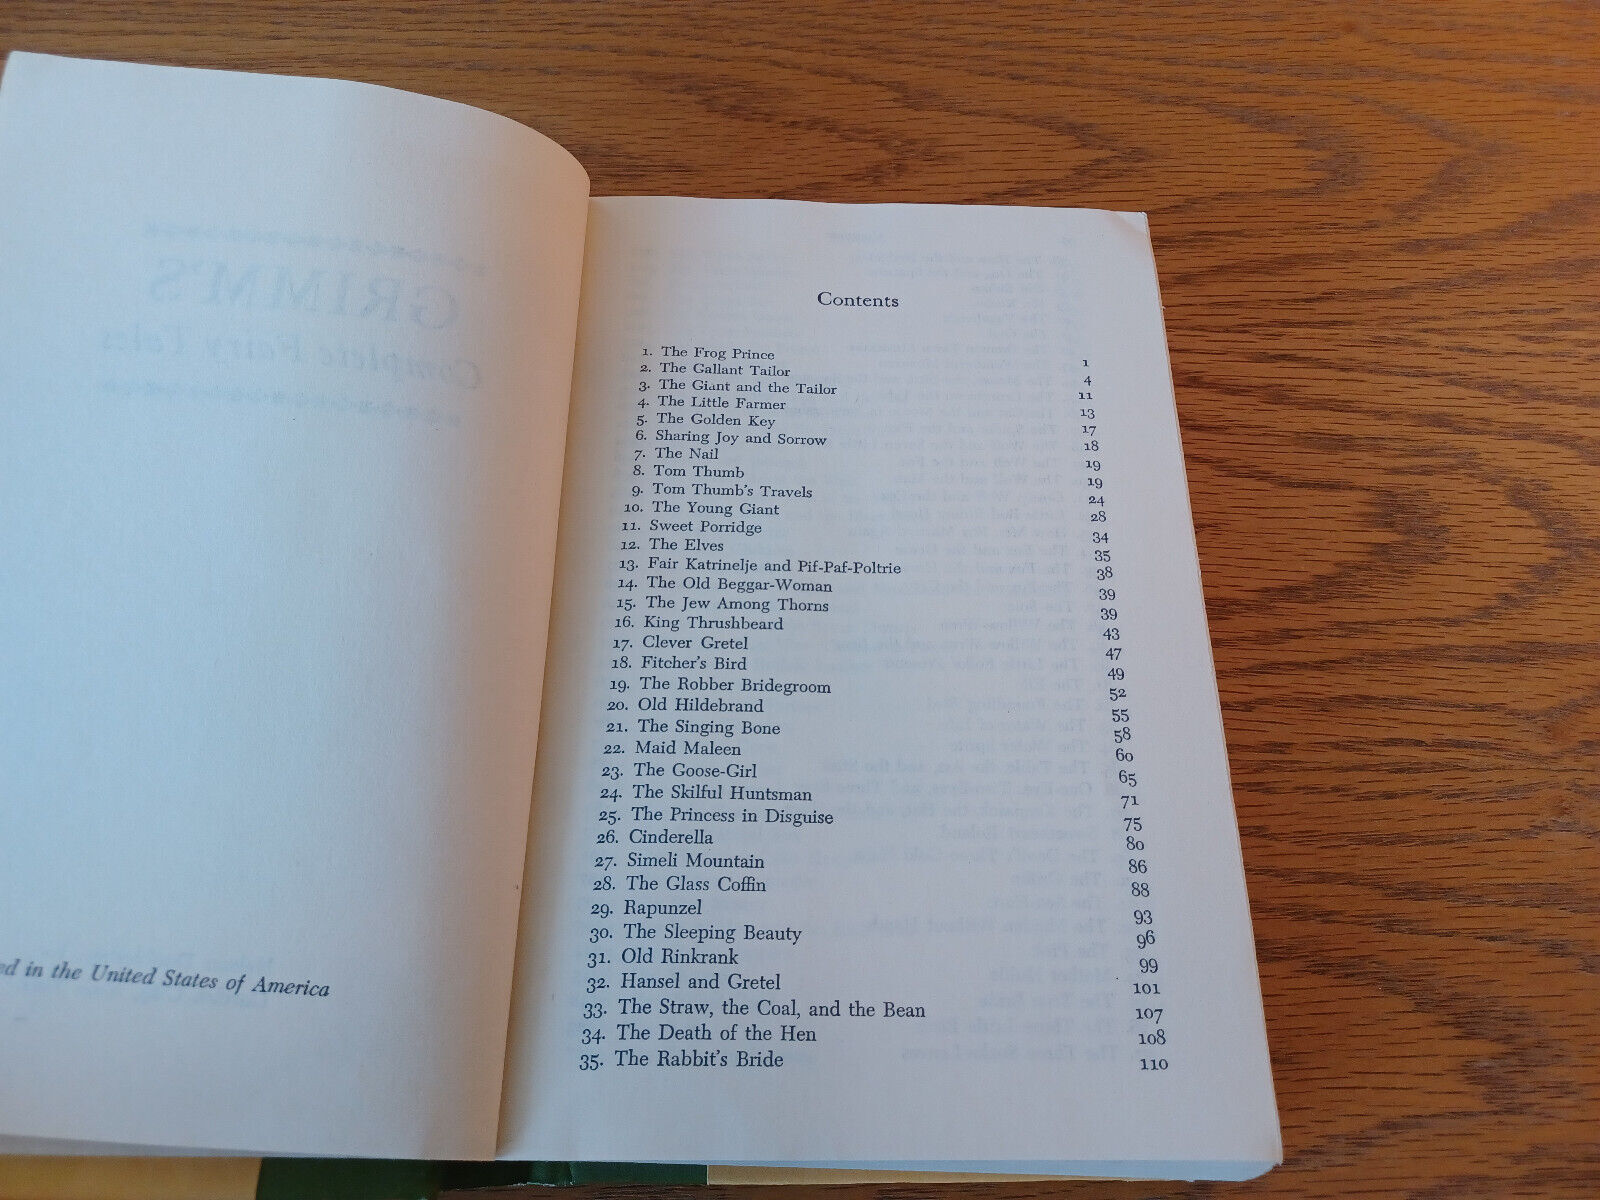 GRIMM'S
Complete Fairy Tales
ed in the United States of America
Contents
1. The Frog Prince 1
2. The Gallant Tailor 4
3. The Giant and the Tailor 11
4. The Little Farmer 13
5. The Golden Key 17
6. Sharing Joy and Sorrow 18
7. The Nail 19
8. Tom Thumb 19
9. Tom Thumb's Travels 24
10. The Young Giant 28
11. Sweet Porridge 34
12. The Elves 35
13. Fair Katrinelje and Pif-Paf-Poltrie 38
14. The Old Beggar-Woman 39
15. The Jew Among Thorns 39
16. King Thrushbeard 43
17. Clever Gretel 47
18. Fitcher's Bird 49
19. The Robber Bridegroom 52
20. Old Hildebrand 55
21. The Singing Bone 58
22. Maid Maleen 60
23. The Goose-Girl 65
24. The Skilful Huntsman 71
25. The Princess in Disguise 75
26. Cinderella 80
27. Simeli Mountain 86
28. The Glass Coffin 88
29. Rapunzel 93
30. The Sleeping Beauty 96
31. Old Rinkrank 99
32. Hansel and Gretel 101
33. The Straw, the Coal, and the Bean 107
34. The Death of the Hen 108
35. The Rabbit's Bride 110